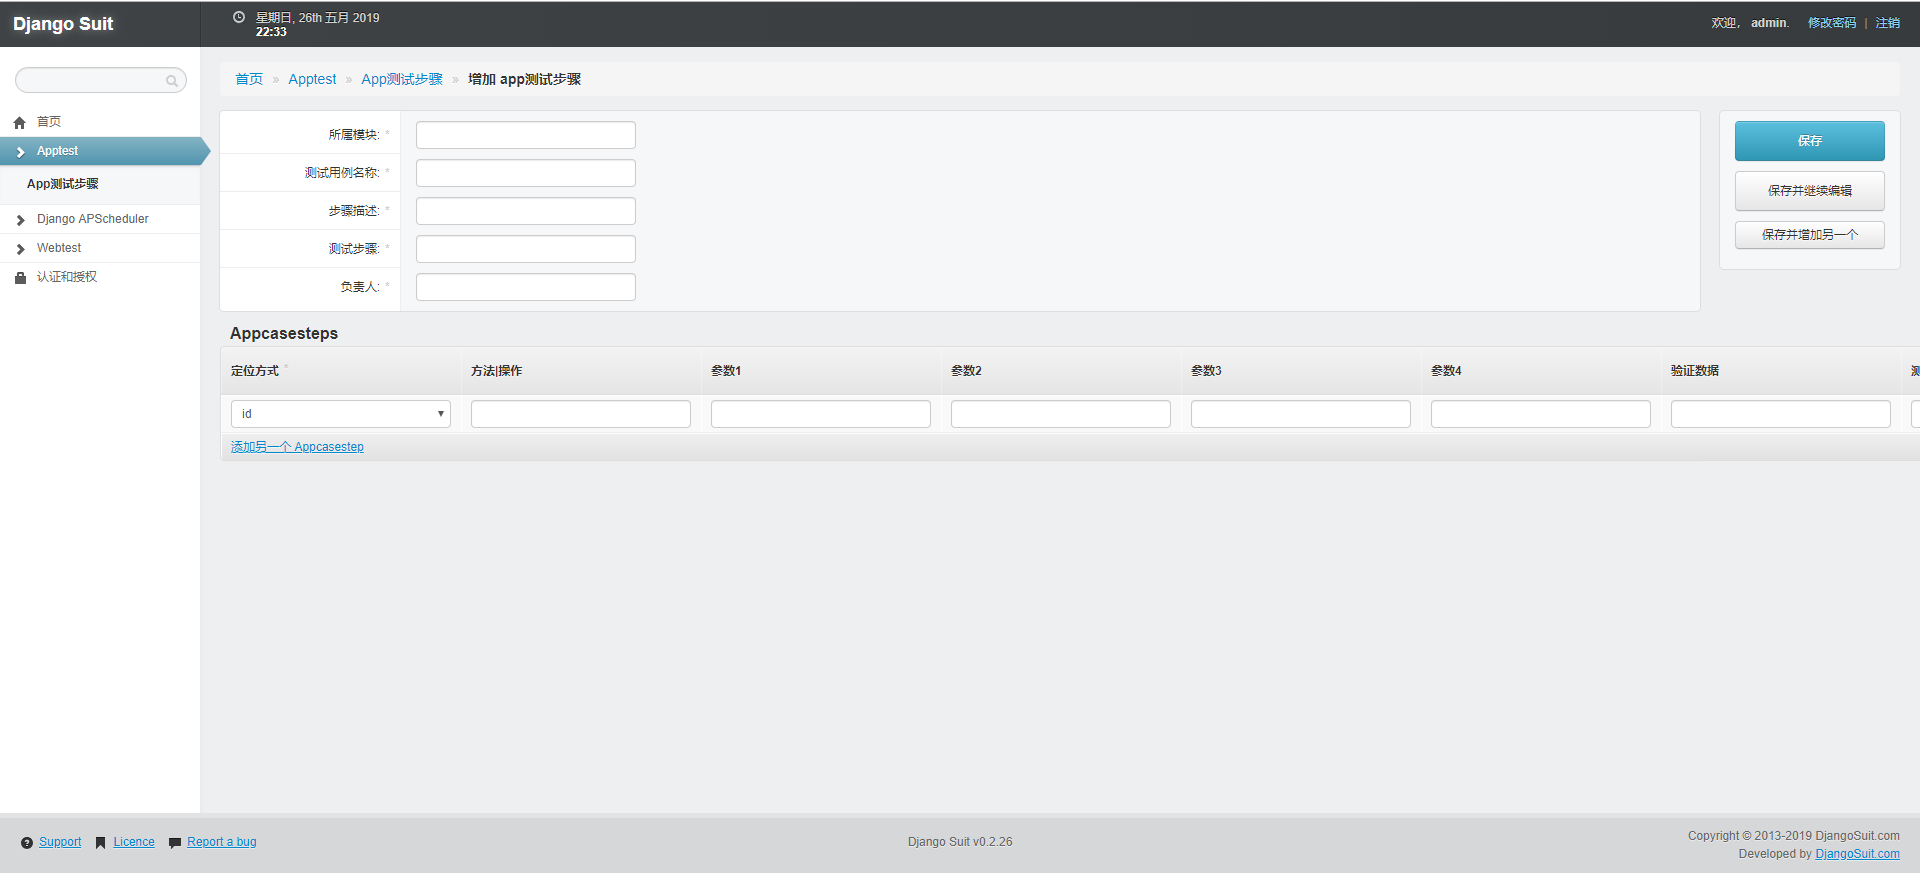 Django Suit
星期日, 26th 五月 2019
22:33
欢迎， admin. 修改密码 | 注销
首页 » Apptest » App测试步骤 » 增加 app测试步骤
首页
Apptest
App测试步骤
Django APScheduler
Webtest
认证和授权
所属模块: *
测试用例名称: *
步骤描述: *
测试步骤: *
负责人: *
保存
保存并继续编辑
保存并增加另一个
Appcasesteps
定位方式 * 方法|操作 参数1 参数2 参数3 参数4 验证数据
id
添加另一个 Appcasestep
Support Licence Report a bug
Django Suit v0.2.26
Copyright © 2013-2019 DjangoSuit.com
Developed by DjangoSuit.com